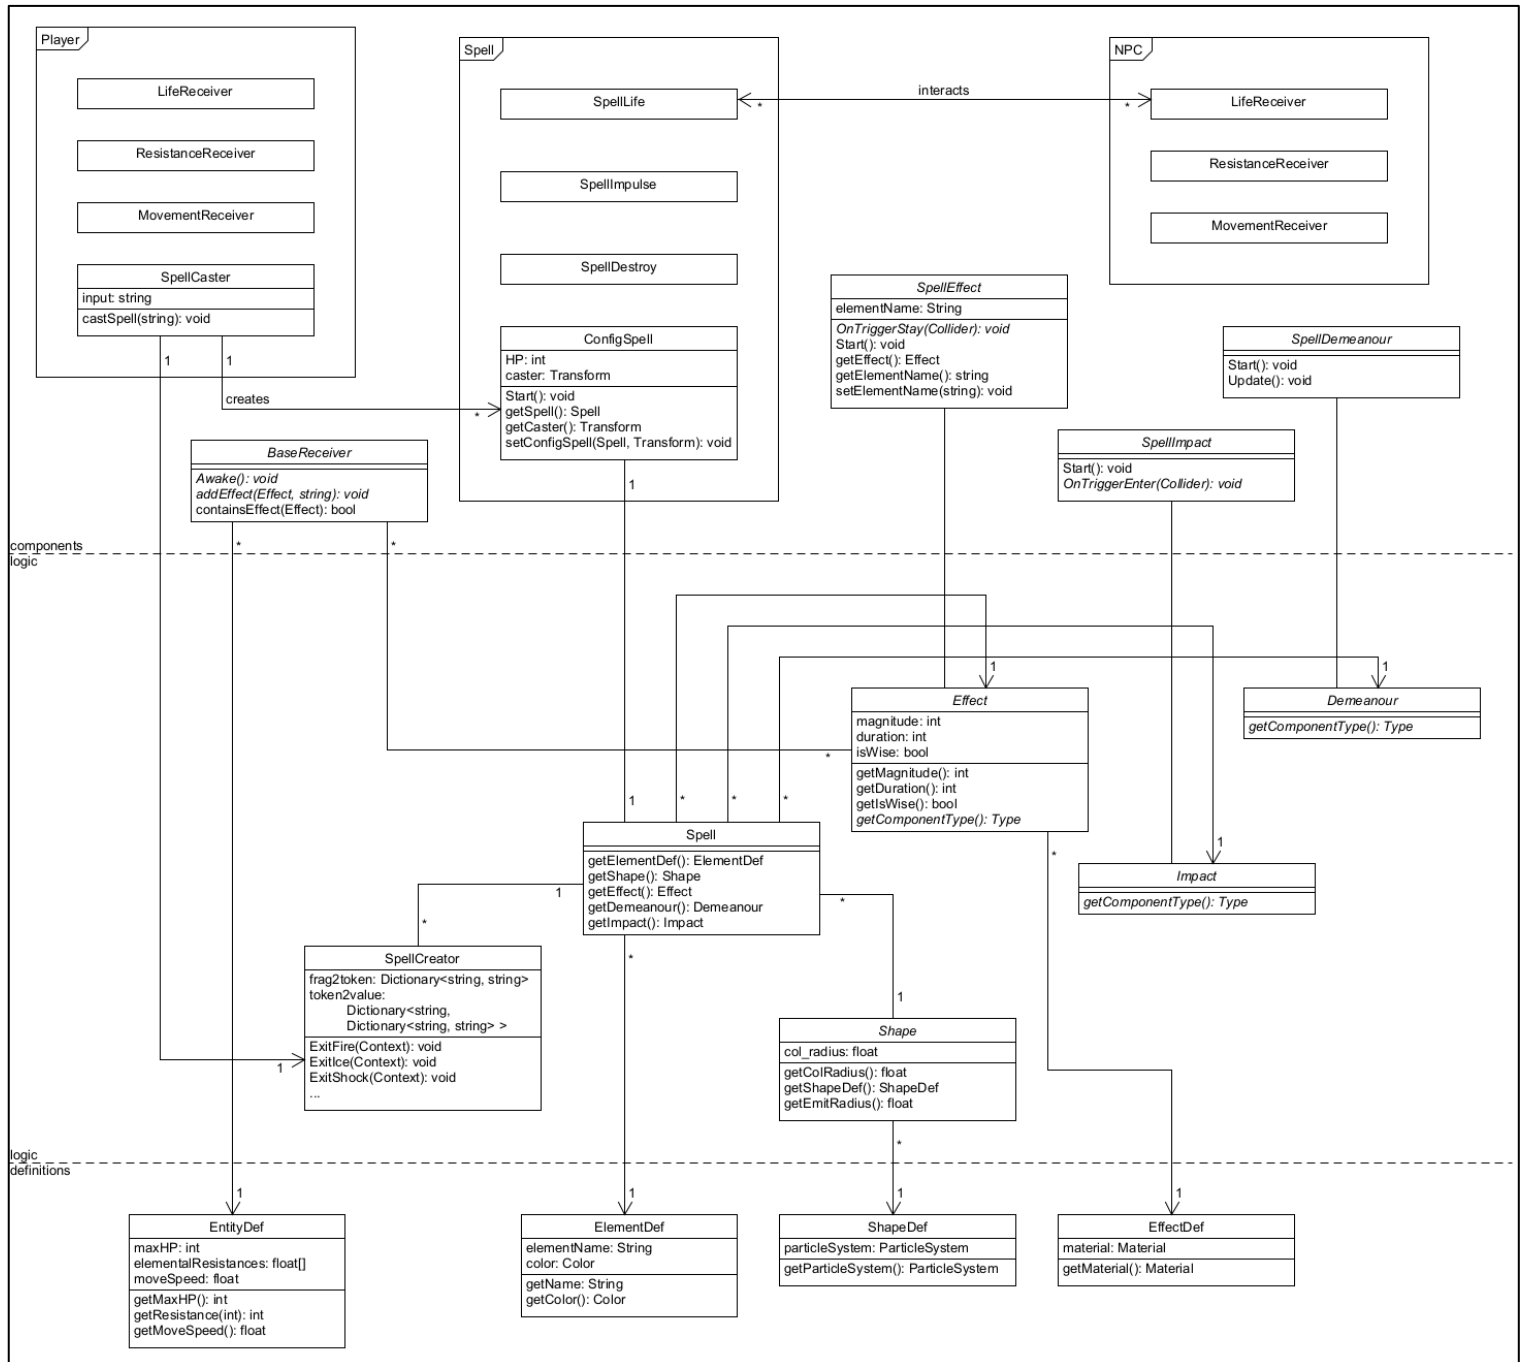 Player
LifeReceiver
ResistanceReceiver
MovementReceiver
SpellCaster
input: string
castSpell(string): void
1
1
creates
*
Spell
SpellLife
*
interacts
*
SpellImpulse
SpellDestroy
ConfigSpell
HP: int
caster: Transform
Start(): void
getSpell(): Spell
getCaster(): Transform
setConfigSpell(Spell, Transform): void
1
NPC
LifeReceiver
ResistanceReceiver
MovementReceiver
SpellEffect
elementName: String
OnTriggerStay(Collider): void
Start(): void
getEffect(): Effect
getElementName(): string
setElementName(string): void
SpellDemeanour
Start(): void
Update(): void
SpellImpact
Start(): void
OnTriggerEnter(Collider): void
BaseReceiver
Awake(): void
addEffect(Effect, string): void
containsEffect(Effect): bool
*
*
components
logic
1
1
Effect
magnitude: int
duration: int
isWise: bool
getMagnitude(): int
getDuration(): int
getIsWise(): bool
getComponentType(): Type
*
*
Demeanour
getComponentType(): Type
1
*
*
*
Spell
getElementDef(): ElementDef
getShape(): Shape
getEffect(): Effect
getDemeanour(): Demeanour
getImpact(): Impact
1
*
*
*
1
Impact
getComponentType(): Type
SpellCreator
frag2token: Dictionary<string, string>
token2value:
Dictionary<string,
Dictionary<string, string> >
ExitFire(Context): void
ExitIce(Context): void
ExitShock(Context): void
...
1
1
Shape
col_radius: float
getColRadius(): float
getShapeDef(): ShapeDef
getEmitRadius(): float
*
logic
definitions
1
1
1
1
EntityDef
maxHP: int
elementalResistances: float[]
moveSpeed: float
getMaxHP(): int
getResistance(int): int
getMoveSpeed(): float
ElementDef
elementName: String
color: Color
getName: String
getColor(): Color
ShapeDef
particleSystem: ParticleSystem
getParticleSystem(): ParticleSystem
EffectDef
material: Material
getMaterial(): Material